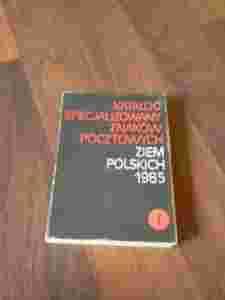 KATALOG
SPECJALIZOWANY
ZNAKÓW
POCZTOWYCH
ZIEM
POLSKICH
1985
I